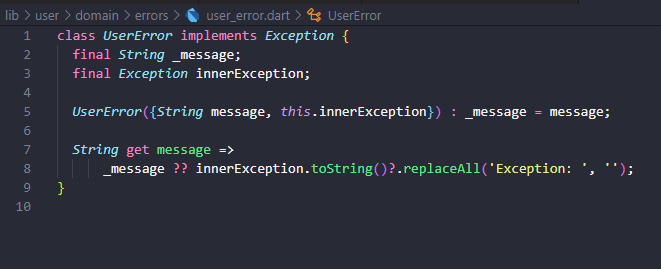 lib > user > domain > errors > user_error.dart > UserError
1 class UserError implements Exception {
2   final String _message;
3   final Exception innerException;
4
5   UserError({String message, this.innerException}) : _message = message;
6
7   String get message =>
8       _message ?? innerException.toString()?.replaceAll('Exception: ', '');
9 }
10